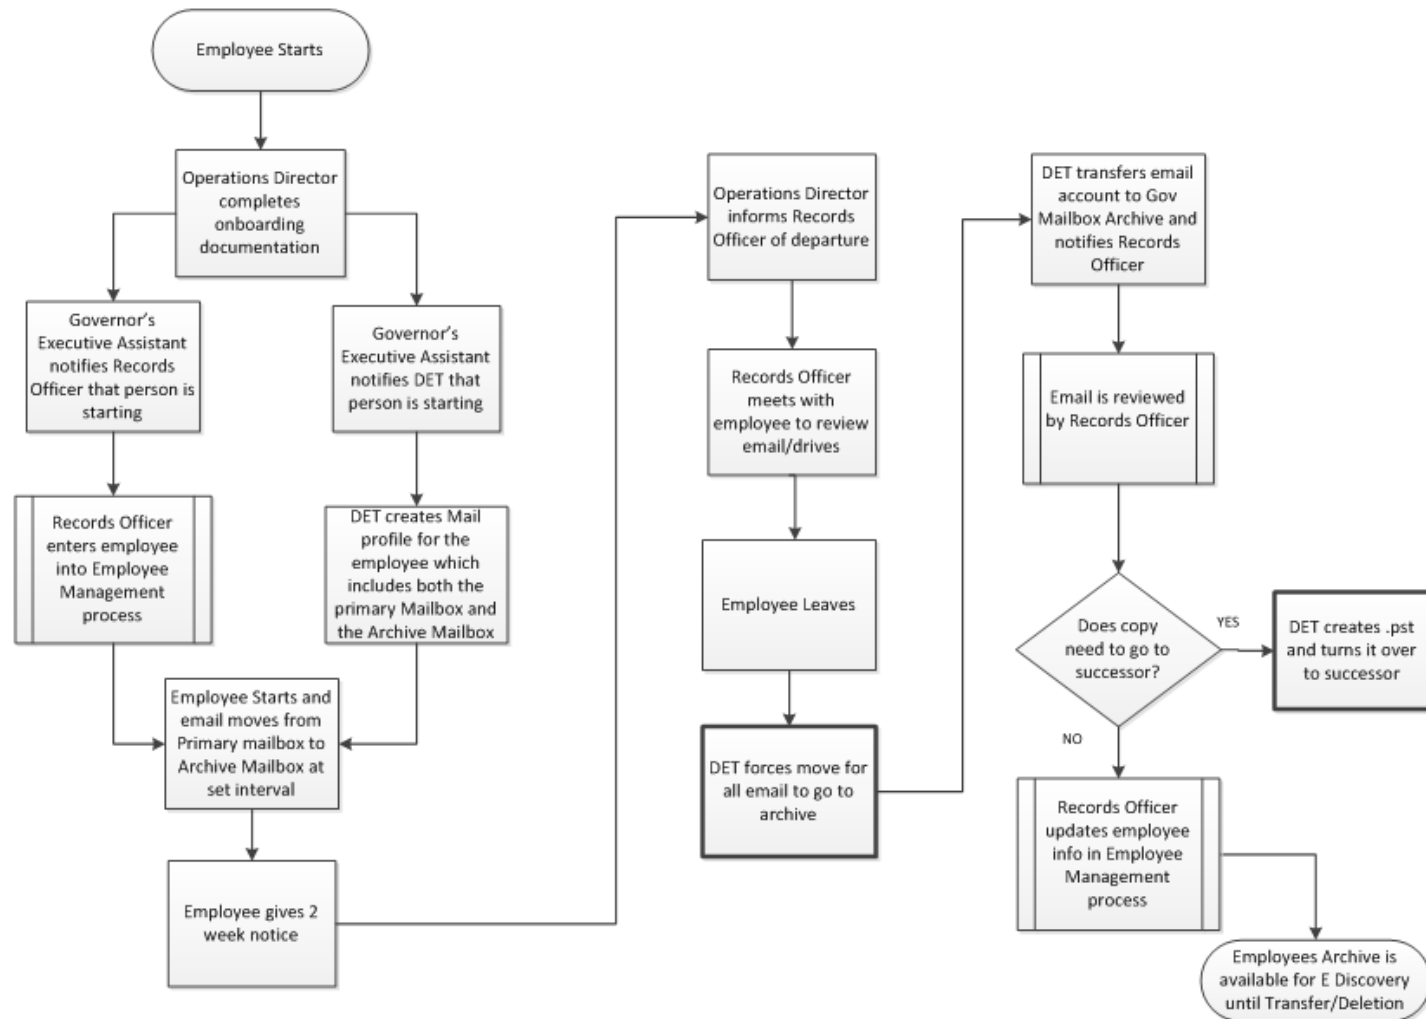 Employee Starts
Operations Director
completes
onboarding
documentation
Governor's
Executive Assistant
notifies Records
Officer that person is
starting
Governor's
Executive Assistant
notifies DET that
person is starting
Records Officer
enters employee
into Employee
Management
process
DET creates Mail
profile for the
employee which
includes both the
primary Mailbox and
the Archive Mailbox
Employee Starts and
email moves from
Primary mailbox to
Archive Mailbox at
set interval
Employee gives 2
week notice
Operations Director
informs Records
Officer of departure
Records Officer
meets with
employee to review
email/drives
Employee Leaves
DET forces move for
all email to go to
archive
DET transfers email
account to Gov
Mailbox Archive and
notifies Records
Officer
Email is reviewed
by Records Officer
Does copy
need to go to
successor?
YES
DET creates .pst
and turns it over
to successor
NO
Records Officer
updates employee
info in Employee
Management
process
Employees Archive is
available for E Discovery
until Transfer/Deletion